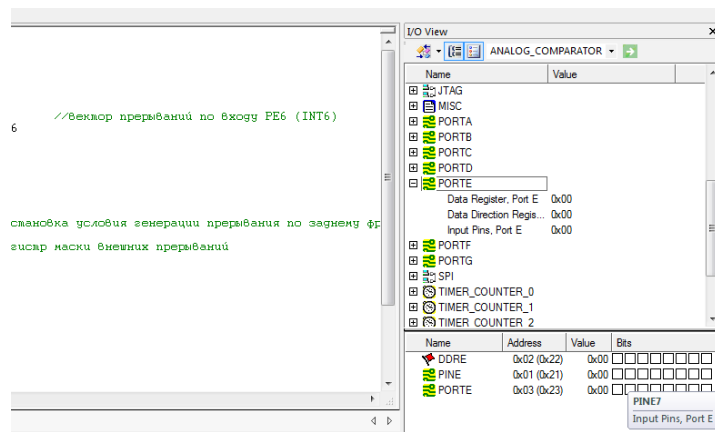 I/O View
ANALOG_COMPARATOR
Name Value
JTAG
MISC
PORTA
PORTB
PORTC
PORTD
PORTE
Data Register, Port E 0x00
Data Direction Regis... 0x00
Input Pins, Port E 0x00
PORTF
PORTG
SPI
TIMER_COUNTER_0
TIMER_COUNTER_1
TIMER_COUNTER_2
//вектор прерываний по входу PE6 (INT6)
6
становка условия генерации прерывания по заднему фр
гистр маски внешних прерываний
Name Address Value Bits
DDRE 0x02 (0x22) 0x00
PINE 0x01 (0x21) 0x00
PORTE 0x03 (0x23) 0x00
PINE7
Input Pins, Port E